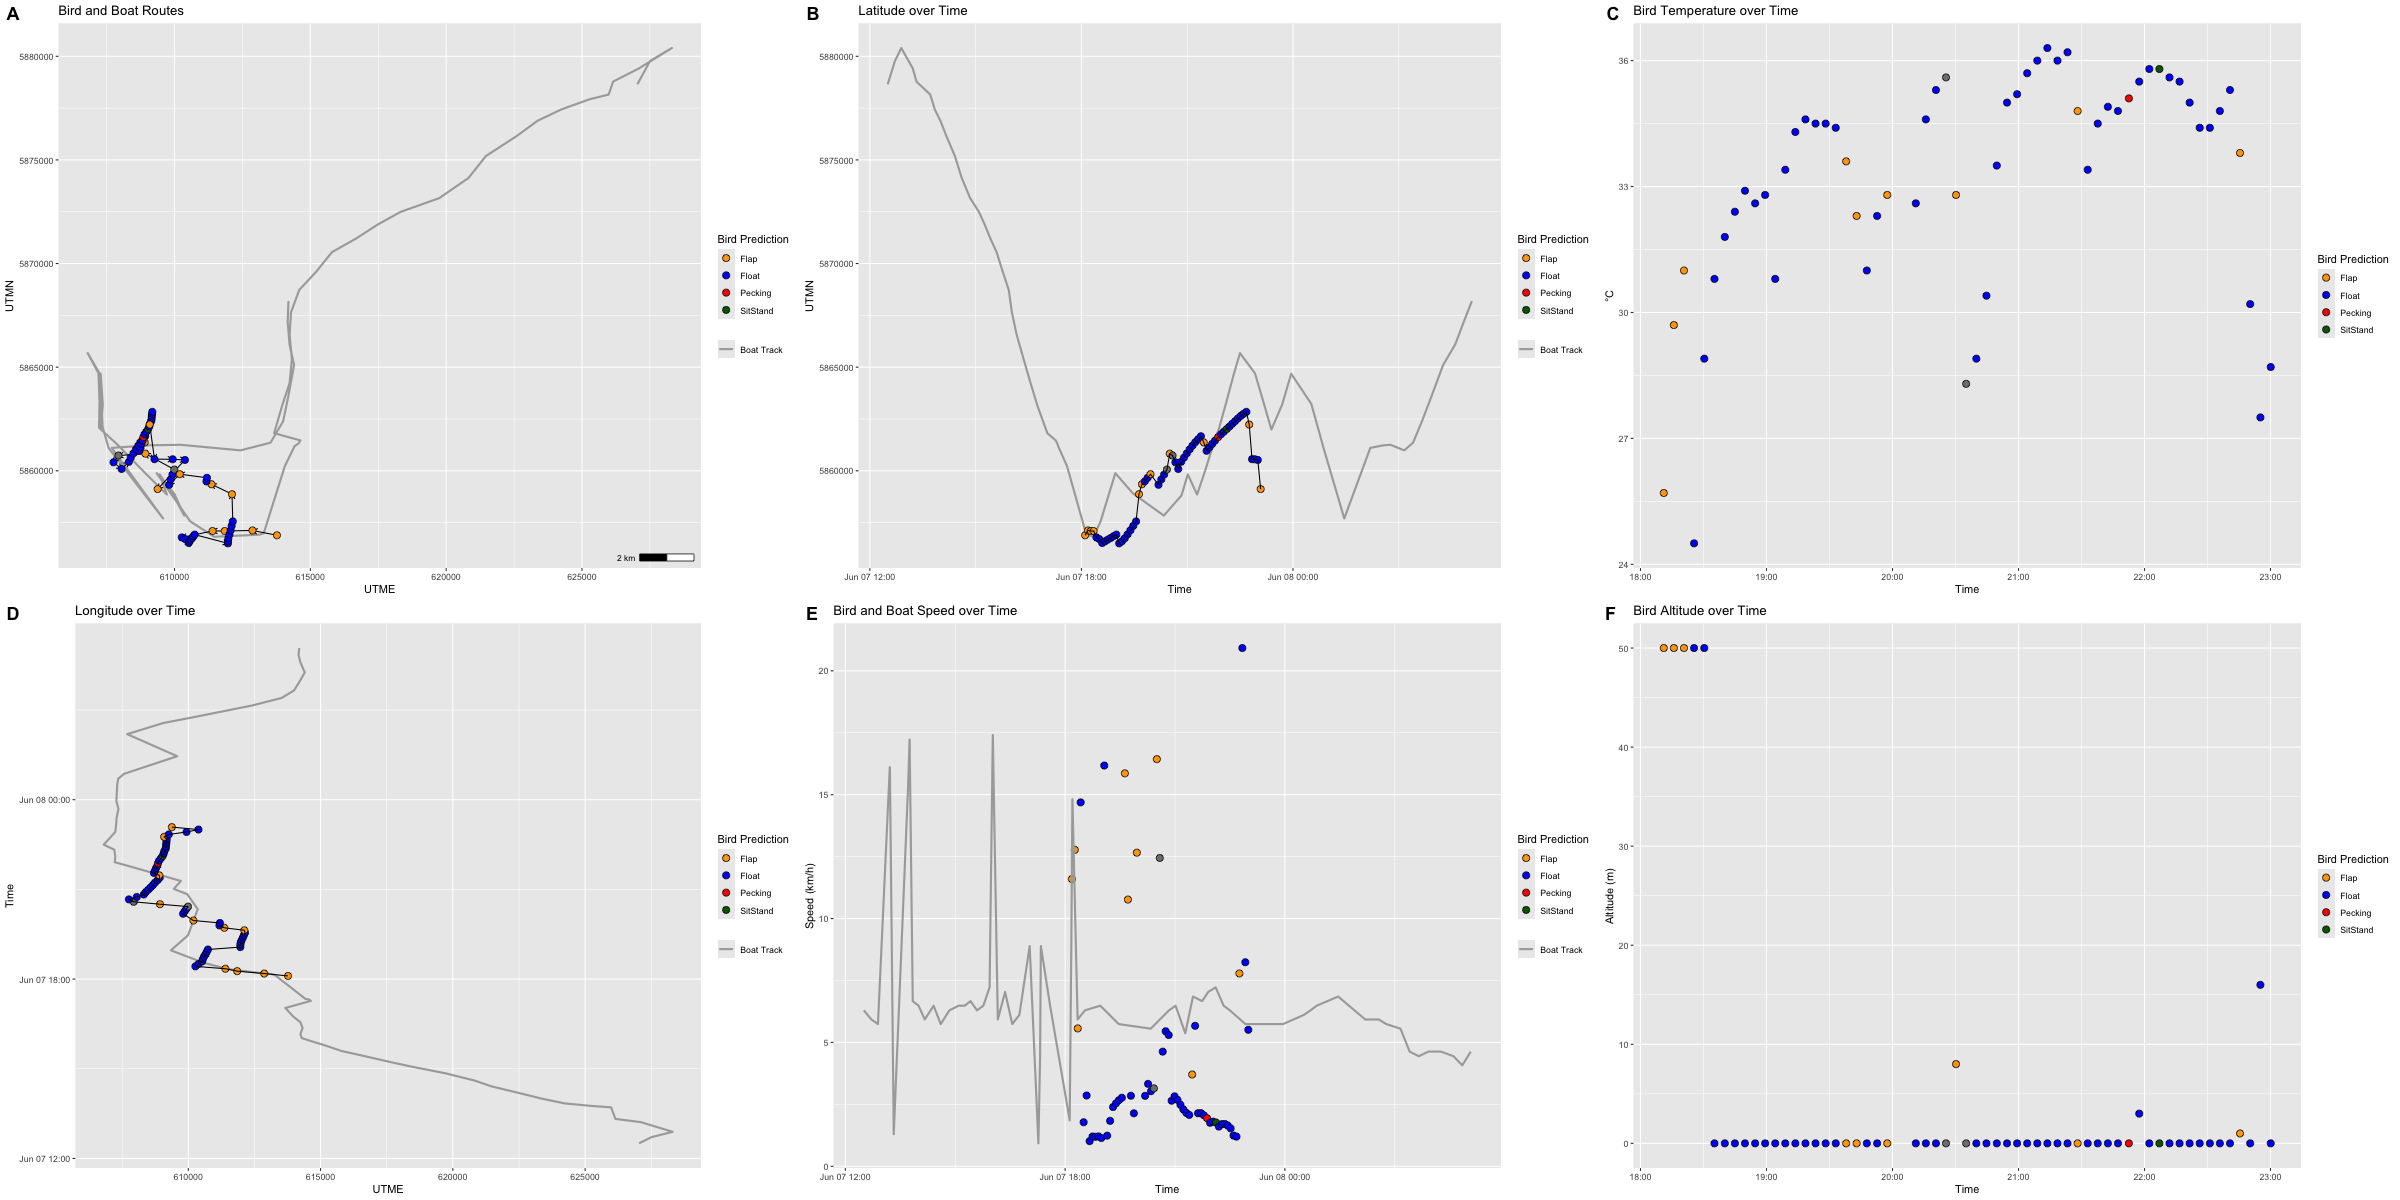 A Bird and Boat Routes
UTMN
5880000
5875000
5870000
5865000
5860000
610000 615000 620000 625000
UTME
2 km
Bird Prediction
Flap
Float
Pecking
SitStand
Boat Track
B Latitude over Time
UTMN
5880000
5875000
5870000
5865000
5860000
Jun 07 12:00 Jun 07 18:00 Jun 08 00:00
Time
Bird Prediction
Flap
Float
Pecking
SitStand
Boat Track
C Bird Temperature over Time
°C
36
33
30
27
24
18:00 19:00 20:00 21:00 22:00 23:00
Time
Bird Prediction
Flap
Float
Pecking
SitStand
D Longitude over Time
Time
Jun 08 00:00
Jun 07 18:00
Jun 07 12:00
610000 615000 620000 625000
UTME
Bird Prediction
Flap
Float
Pecking
SitStand
Boat Track
E Bird and Boat Speed over Time
Speed (km/h)
20
15
10
5
0
Jun 07 12:00 Jun 07 18:00 Jun 08 00:00
Time
Bird Prediction
Flap
Float
Pecking
SitStand
Boat Track
F Bird Altitude over Time
Altitude (m)
50
40
30
20
10
0
18:00 19:00 20:00 21:00 22:00 23:00
Time
Bird Prediction
Flap
Float
Pecking
SitStand